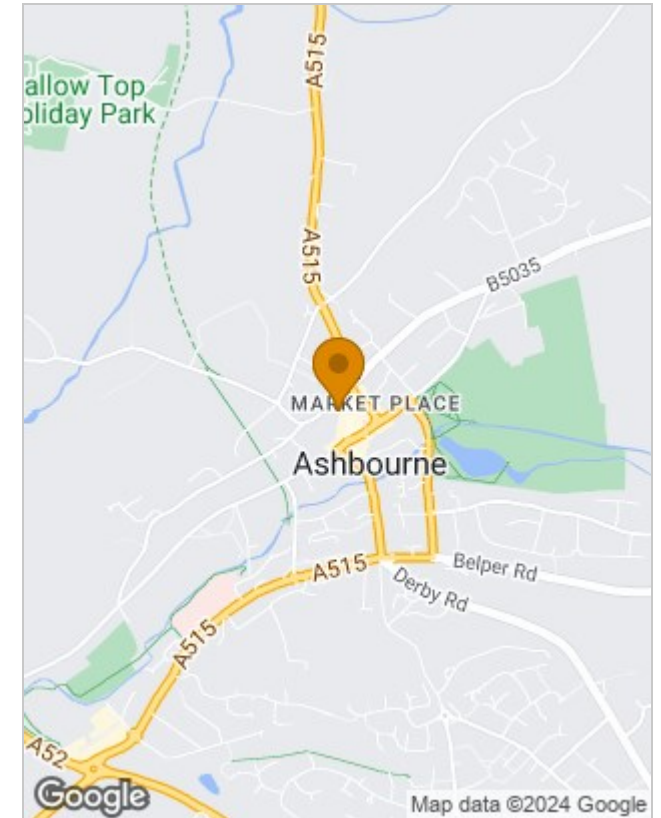 A515
allow Top
oliday Park
A515
B5035
MARKET PLACE
Ashbourne
A515
Belper Rd
Derby Rd
A515
A52
Google
Map data ©2024 Google